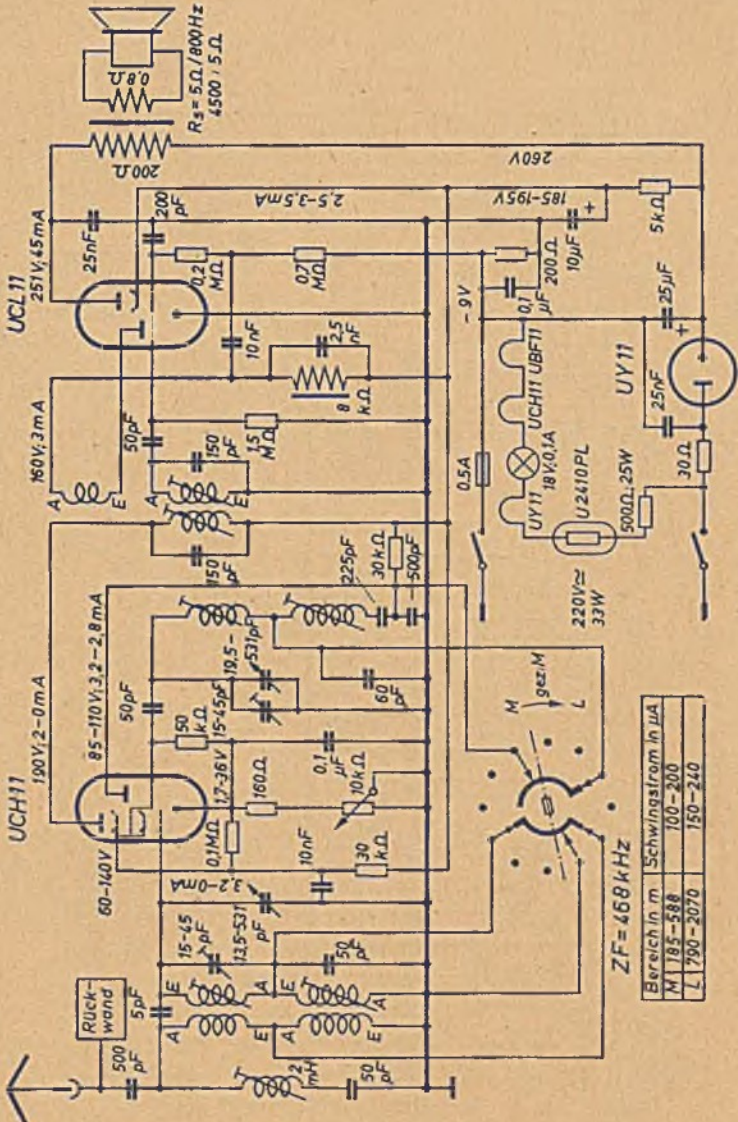 Rück-
wand
500
pF
5pF
2
mH
50
pF
A
E
A
E
E
A
E
A
15-45
pF
13,5-531
pF
50
pF
3,2-0mA
UCH11
190V; 2-0mA
60-140V
85-110V; 3,2-2,8mA
0,1MΩ
1,7-36V
50
kΩ
50pF
160Ω
10kΩ
0,1
µF
10nF
30
kΩ
15-45pF
19,5-
531pF
60
pF
225pF
30kΩ
500pF
150
pF
150
pF
A
E
A
E
160V; 3mA
50pF
1,5
MΩ
8
kΩ
2,5
nF
10nF
UCL11
251V; 45mA
25nF
200
pF
0,2
MΩ
0,7
MΩ
2,5-3,5mA
200Ω
0,8Ω
R3=5Ω/800Hz
4500:5Ω
260V
185-195V
-9V
0,1
µF
200Ω
10µF
+
5kΩ
25µF
+
UY11
25nF
30Ω
0,5A
UCH11 UBF11
UY11
18V;0,1A
U2410PL
500Ω; 25W
220V≂
33W
M
gez.:M
L
ZF=468kHz
Bereich in m Schwingstrom in µA
M 185-588 100-200
L 790-2070 150-240